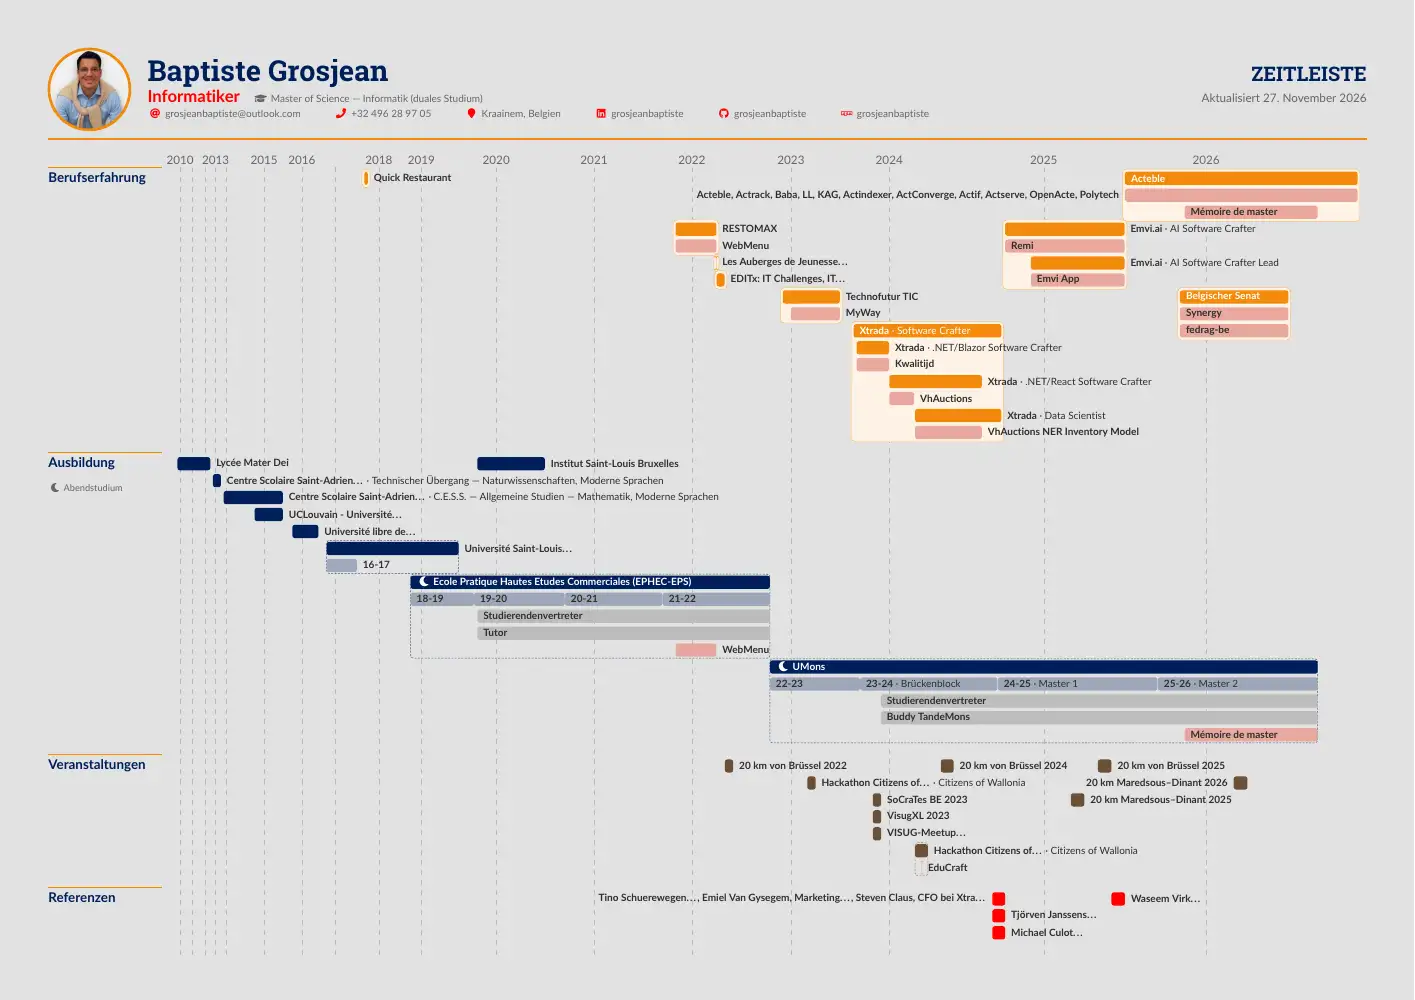 Baptiste Grosjean
Informatiker Master of Science — Informatik (duales Studium)
grosjeanbaptiste@outlook.com +32 496 28 97 05 Kraainem, Belgien grosjeanbaptiste grosjeanbaptiste grosjeanbaptiste
ZEITLEISTE
Aktualisiert 27. November 2026
2010 2013 2015 2016 2018 2019 2020 2021 2022 2023 2024 2025 2026
Berufserfahrung
Quick Restaurant
Acteble
Acteble, Actrack, Baba, LL, KAG, Actindexer, ActConverge, Actif, Actserve, OpenActe, Polytech
Mémoire de master
RESTOMAX
Emvi.ai · AI Software Crafter
WebMenu
Remi
Les Auberges de Jeunesse…
Emvi.ai · AI Software Crafter Lead
EDITx: IT Challenges, IT…
Emvi App
Technofutur TIC
Belgischer Senat
MyWay
Synergy
Xtrada · Software Crafter
fedrag-be
Xtrada · .NET/Blazor Software Crafter
Kwalitijd
Xtrada · .NET/React Software Crafter
VhAuctions
Xtrada · Data Scientist
VhAuctions NER Inventory Model
Ausbildung
Abendstudium
Lycée Mater Dei
Institut Saint-Louis Bruxelles
Centre Scolaire Saint-Adrien… · Technischer Übergang — Naturwissenschaften, Moderne Sprachen
Centre Scolaire Saint-Adrien… · C.E.S.S. — Allgemeine Studien — Mathematik, Moderne Sprachen
UCLouvain - Université…
Université libre de…
Université Saint-Louis…
16-17
Ecole Pratique Hautes Etudes Commerciales (EPHEC-EPS)
18-19 19-20 20-21 21-22
Studierendenvertreter
Tutor
WebMenu
UMons
22-23 23-24 · Brückenblock 24-25 · Master 1 25-26 · Master 2
Studierendenvertreter
Buddy TandeMons
Mémoire de master
Veranstaltungen
20 km von Brüssel 2022 20 km von Brüssel 2024 20 km von Brüssel 2025
Hackathon Citizens of… · Citizens of Wallonia 20 km Maredsous–Dinant 2026
SoCraTes BE 2023 20 km Maredsous–Dinant 2025
VisugXL 2023
VISUG-Meetup…
Hackathon Citizens of… · Citizens of Wallonia
EduCraft
Referenzen
Tino Schuerewegen…, Emiel Van Gysegem, Marketing…, Steven Claus, CFO bei Xtra… Waseem Virk…
Tjörven Janssens…
Michael Culot…